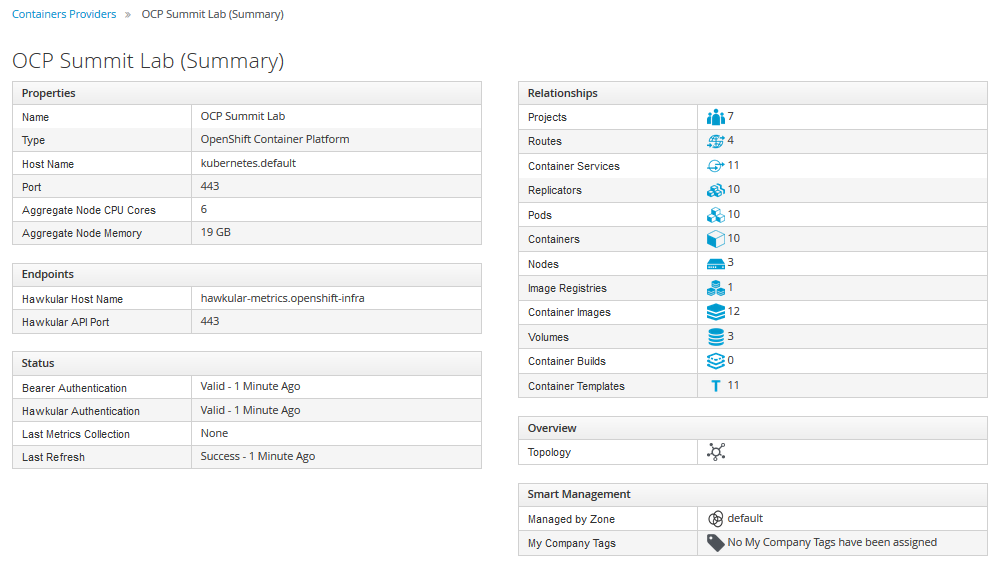 Containers Providers » OCP Summit Lab (Summary)
OCP Summit Lab (Summary)
Properties
Name OCP Summit Lab
Type OpenShift Container Platform
Host Name kubernetes.default
Port 443
Aggregate Node CPU Cores 6
Aggregate Node Memory 19 GB
Endpoints
Hawkular Host Name hawkular-metrics.openshift-infra
Hawkular API Port 443
Status
Bearer Authentication Valid - 1 Minute Ago
Hawkular Authentication Valid - 1 Minute Ago
Last Metrics Collection None
Last Refresh Success - 1 Minute Ago
Relationships
Projects 7
Routes 4
Container Services 11
Replicators 10
Pods 10
Containers 10
Nodes 3
Image Registries 1
Container Images 12
Volumes 3
Container Builds 0
Container Templates T 11
Overview
Topology
Smart Management
Managed by Zone default
My Company Tags No My Company Tags have been assigned